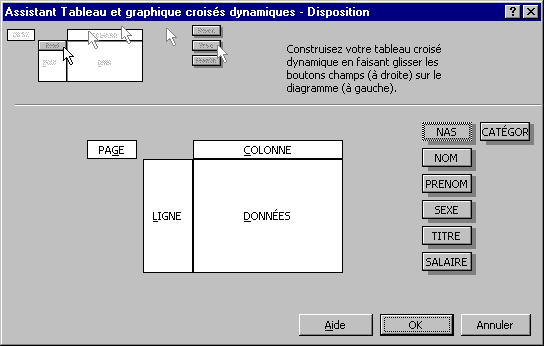 Assistant Tableau et graphique croisés dynamiques - Disposition
Construisez votre tableau croisé
dynamique en faisant glisser les
boutons champs (à droite) sur le
diagramme (à gauche).
PAGE
COLONNE
LIGNE
DONNÉES
NAS
CATÉGOR
NOM
PRENOM
SEXE
TITRE
SALAIRE
Aide
OK
Annuler